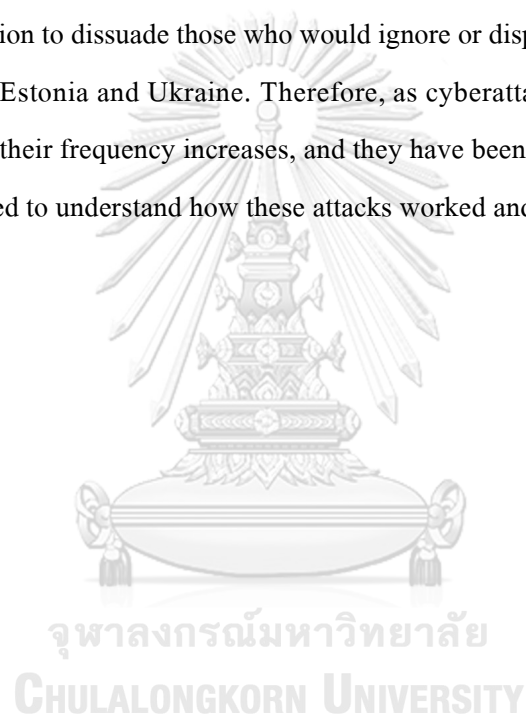 ion to dissuade those who would ignore or disp
Estonia and Ukraine. Therefore, as cyberatta
their frequency increases, and they have been
ed to understand how these attacks worked and
จุฬาลงกรณ์มหาวิทยาลัย
CHULALONGKORN UNIVERSITY